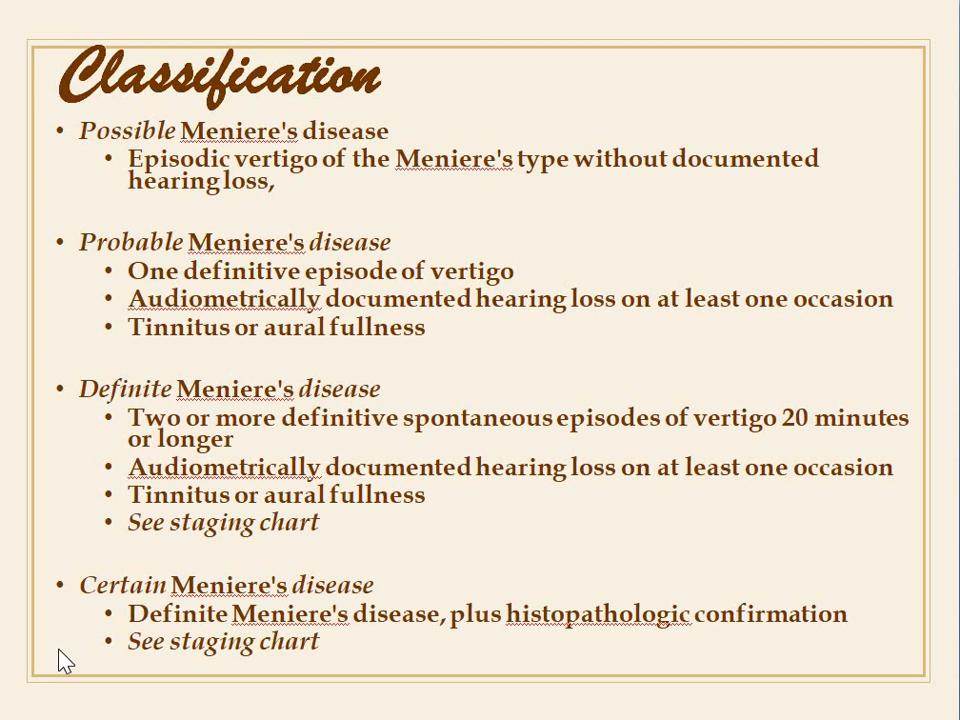 Classification
• Possible Meniere's disease
• Episodic vertigo of the Meniere's type without documented
hearing loss,
• Probable Meniere's disease
• One definitive episode of vertigo
• Audiometrically documented hearing loss on at least one occasion
• Tinnitus or aural fullness
• Definite Meniere's disease
• Two or more definitive spontaneous episodes of vertigo 20 minutes
or longer
• Audiometrically documented hearing loss on at least one occasion
• Tinnitus or aural fullness
• See staging chart
• Certain Meniere's disease
• Definite Meniere's disease, plus histopathologic confirmation
• See staging chart